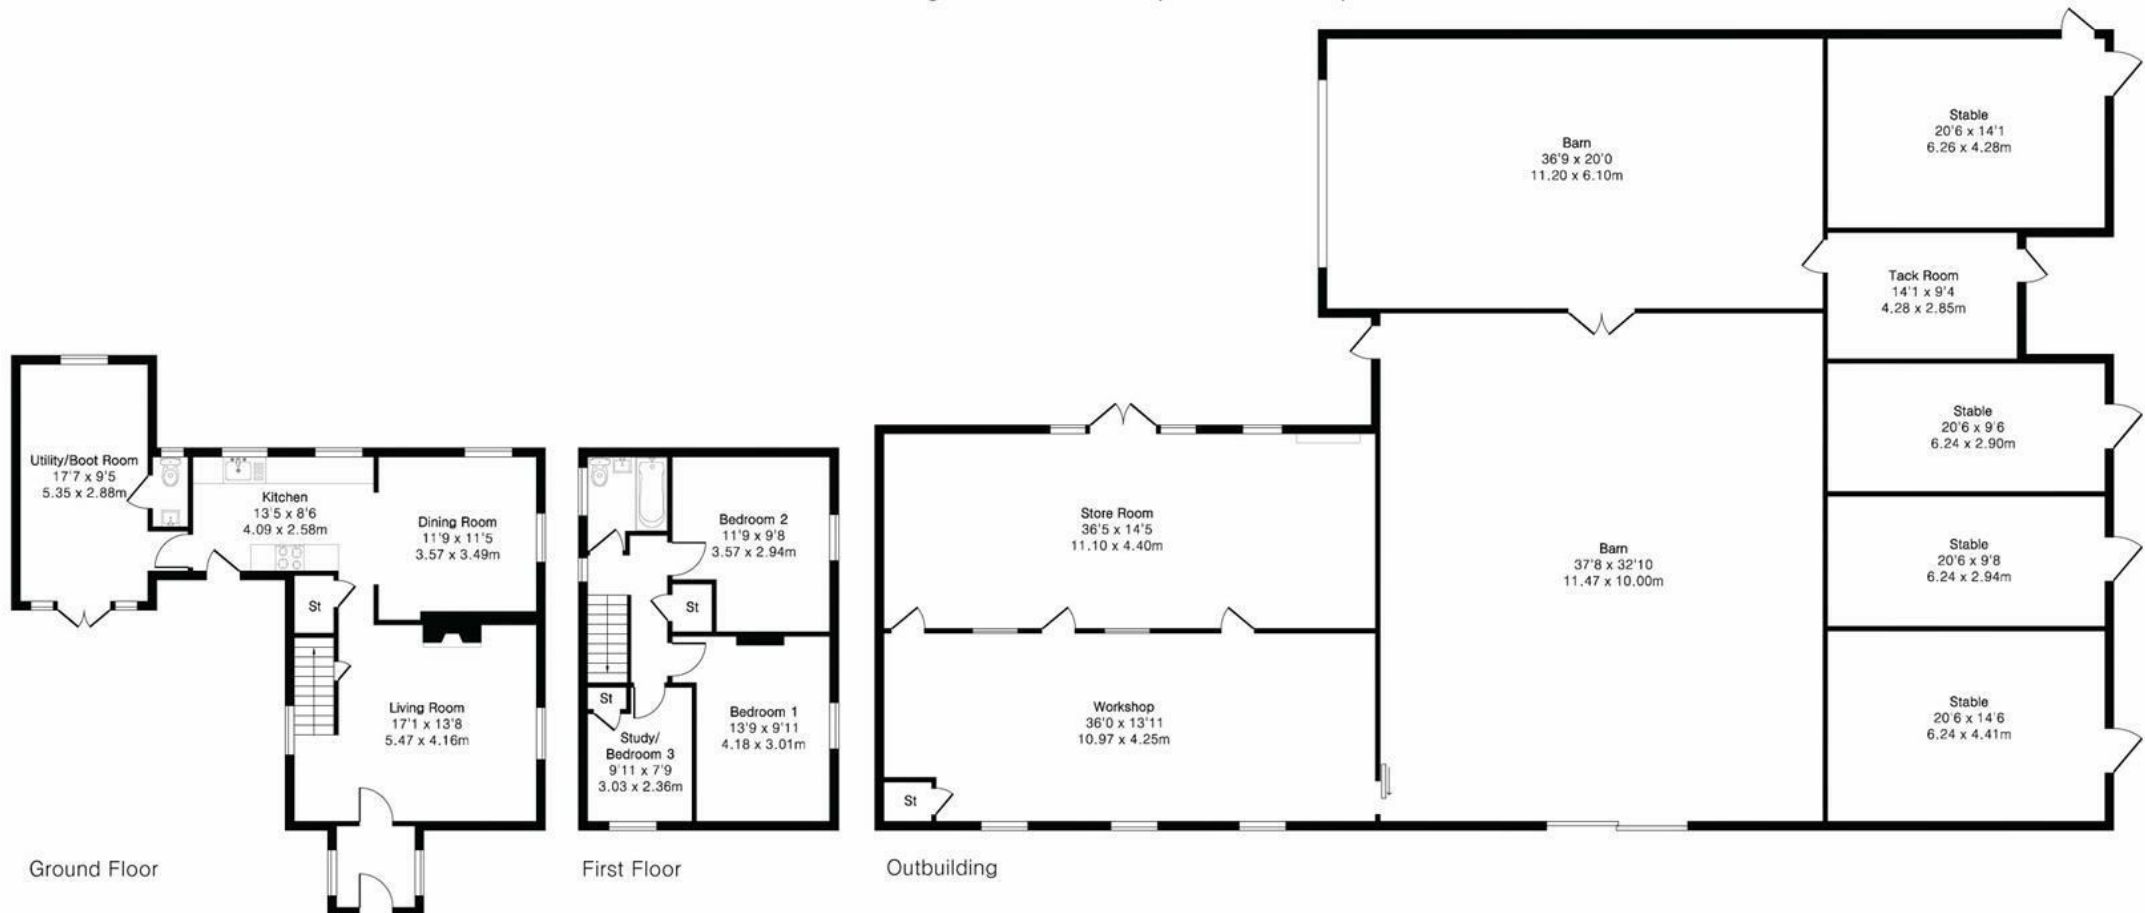 Utility/Boot Room
17'7 x 9'5
5.35 x 2.88m
Kitchen
13'5 x 8'6
4.09 x 2.58m
Dining Room
11'9 x 11'5
3.57 x 3.49m
St
Living Room
17'1 x 13'8
5.47 x 4.16m
Ground Floor
Bedroom 2
11'9 x 9'8
3.57 x 2.94m
St
St
Study/
Bedroom 3
9'11 x 7'9
3.03 x 2.36m
Bedroom 1
13'9 x 9'11
4.18 x 3.01m
First Floor
Barn
36'9 x 20'0
11.20 x 6.10m
Stable
20'6 x 14'1
6.26 x 4.28m
Tack Room
14'1 x 9'4
4.28 x 2.85m
Stable
20'6 x 9'6
6.24 x 2.90m
Store Room
36'5 x 14'5
11.10 x 4.40m
Barn
37'8 x 32'10
11.47 x 10.00m
Stable
20'6 x 9'8
6.24 x 2.94m
Workshop
36'0 x 13'11
10.97 x 4.25m
Stable
20'6 x 14'6
6.24 x 4.41m
St
Outbuilding